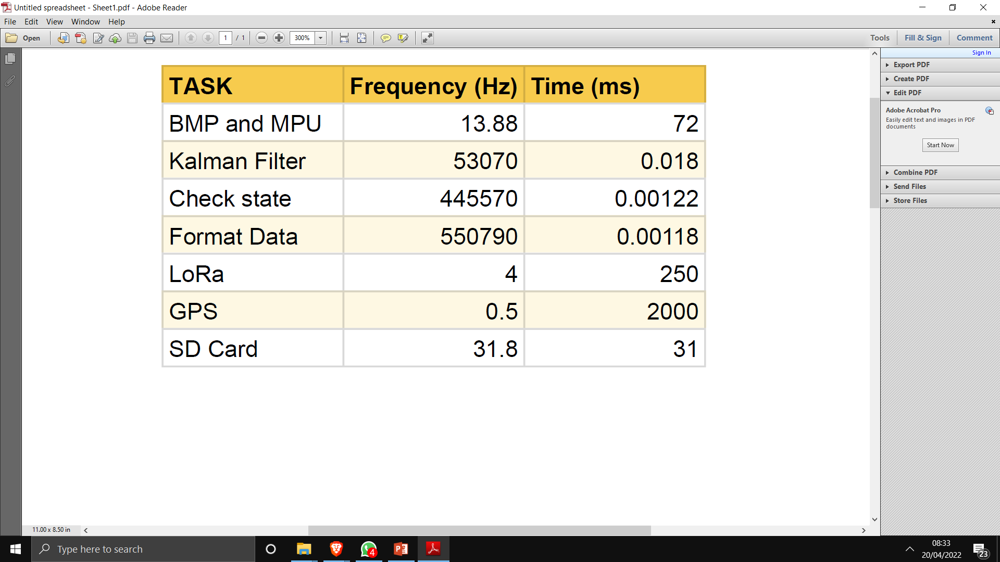 Untitled spreadsheet - Sheet1.pdf - Adobe Reader
File Edit View Window Help
Open 1 / 1 300% Tools Fill & Sign Comment
Sign In
Export PDF
Create PDF
Edit PDF
Adobe Acrobat Pro
Easily edit text and images in PDF
documents
Start Now
Combine PDF
Send Files
Store Files
TASK Frequency (Hz) Time (ms)
BMP and MPU 13.88 72
Kalman Filter 53070 0.018
Check state 445570 0.00122
Format Data 550790 0.00118
LoRa 4 250
GPS 0.5 2000
SD Card 31.8 31
11.00 x 8.50 in
Type here to search
4
08:33
20/04/2022
23